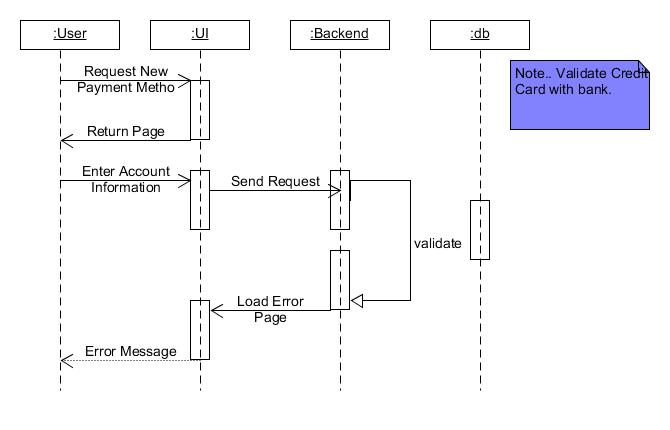 :User
:UI
:Backend
:db
Note.. Validate Credit
Card with bank.
Request New
Payment Metho
Return Page
Enter Account
Information
Send Request
validate
Load Error
Page
Error Message